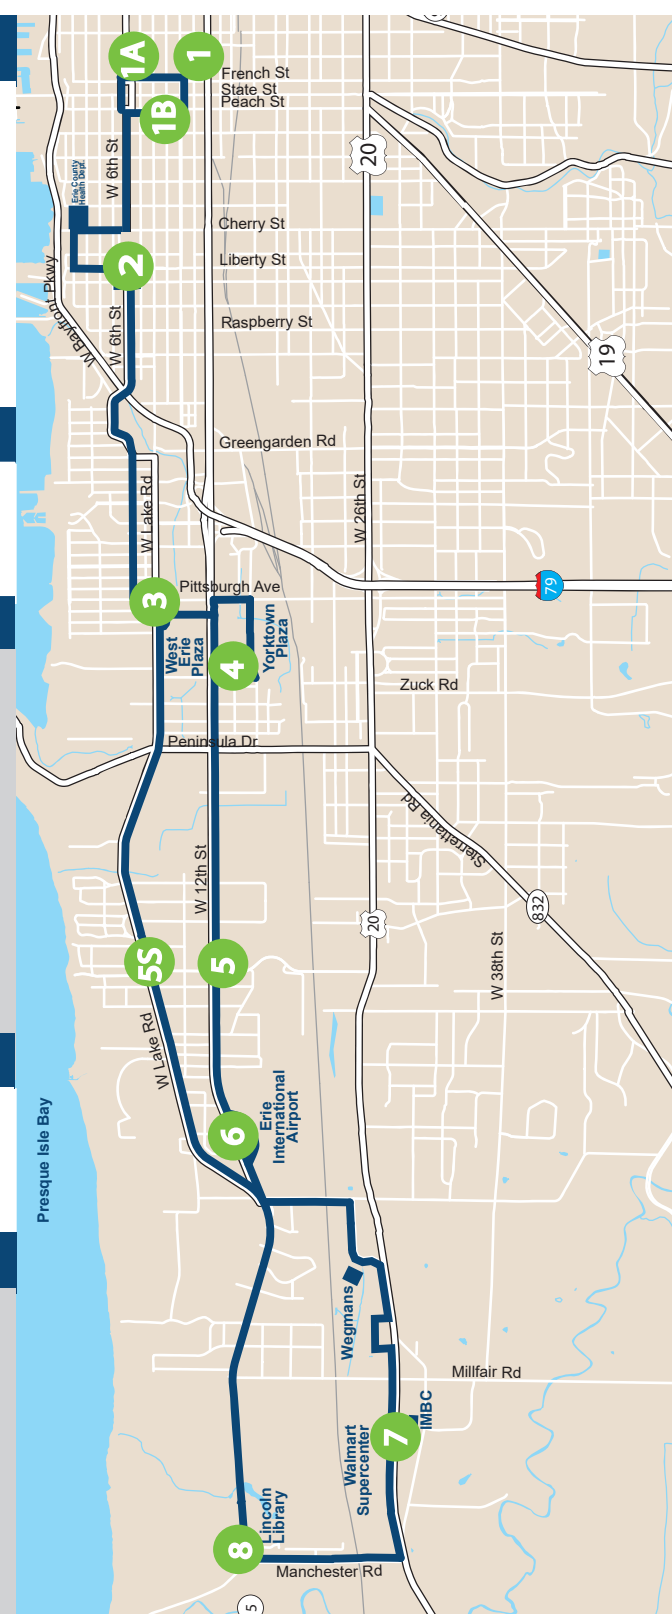 1A
1
French St
State St
Peach St
1B
W 6th St
20
Erie County
Health Dept.
Cherry St
2
Liberty St
W Bayfront Pkwy
W 6th St
Raspberry St
19
Greengarden Rd
W Lake Rd
W 26th St
Pittsburgh Ave
79
3
West
Erie
Plaza
4
Yorktown
Plaza
Zuck Rd
Peninsula Dr
Sterrettania Rd
W 12th St
832
20
5S
5
W 38th St
W Lake Rd
Presque Isle Bay
6
Erie
International
Airport
Wegmans
Millfair Rd
IMBC
7
Walmart
Supercenter
8
Lincoln
Library
Manchester Rd
5